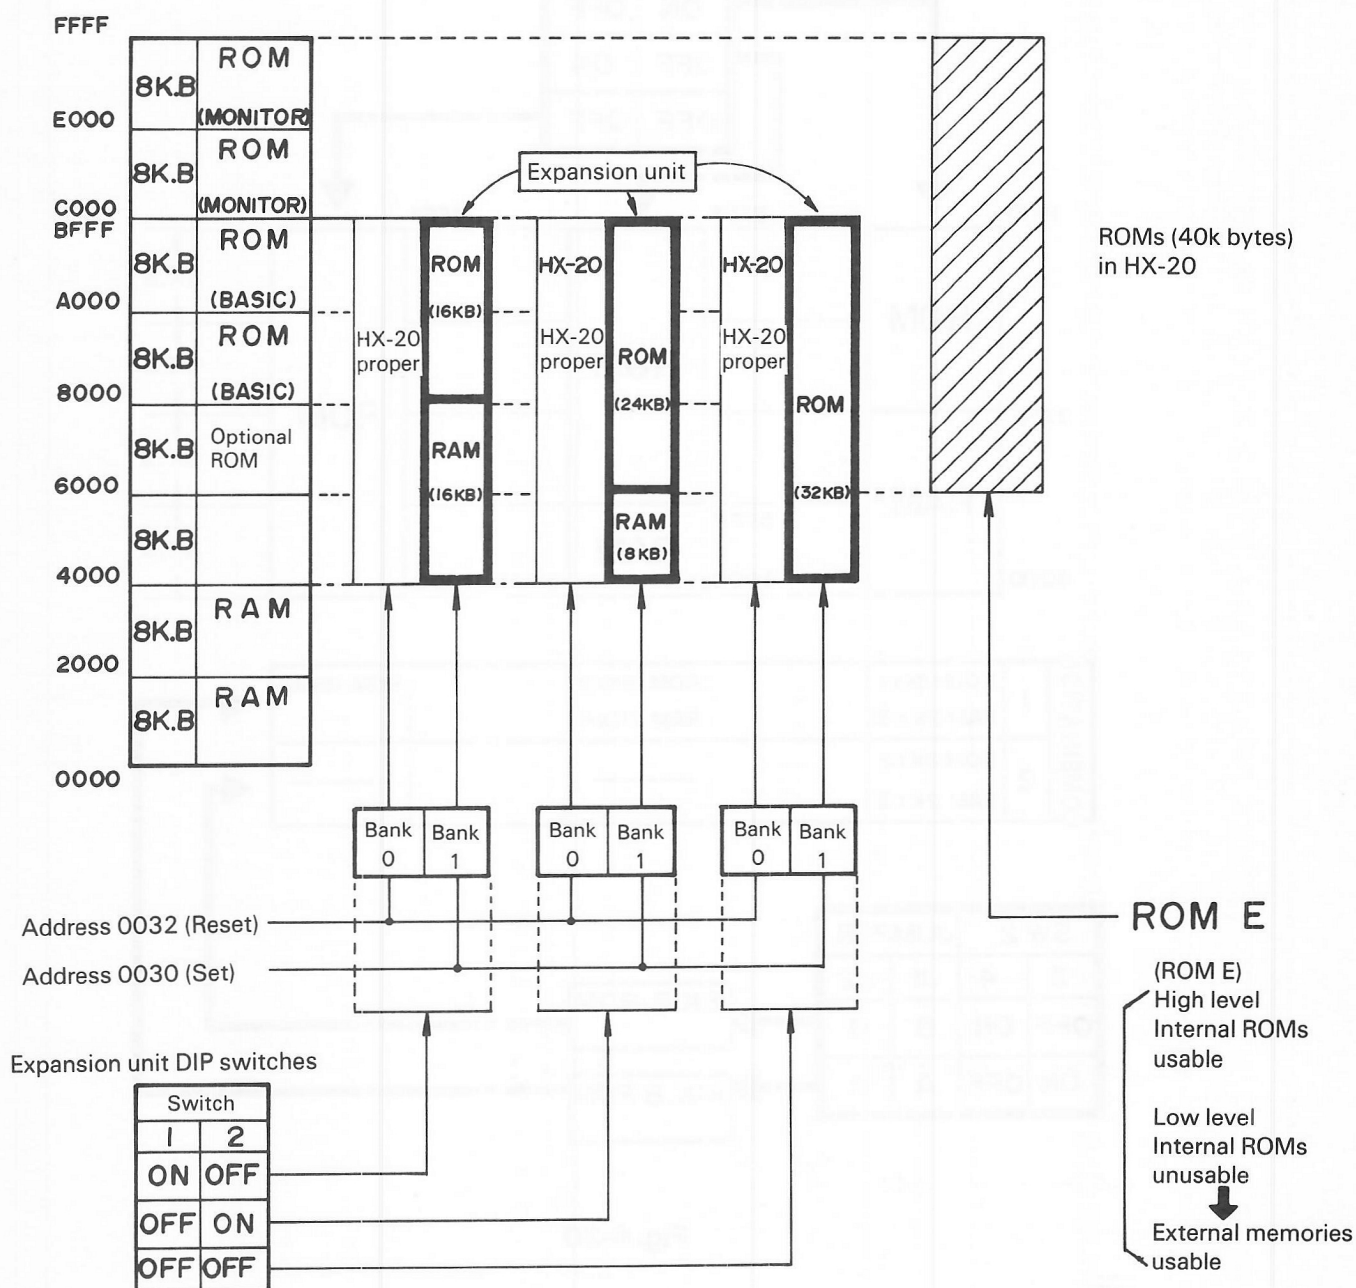 FFFF
8K.B
ROM
(MONITOR)
E000
8K.B
ROM
(MONITOR)
C000
BFFF
8K.B
ROM
(BASIC)
A000
8K.B
ROM
(BASIC)
8000
8K.B
Optional
ROM
6000
8K.B
4000
8K.B
RAM
2000
8K.B
RAM
0000
Expansion unit
HX-20
proper
ROM
(16KB)
RAM
(16KB)
HX-20
HX-20
proper
ROM
(24KB)
RAM
(8KB)
HX-20
HX-20
proper
ROM
(32KB)
ROMs (40k bytes)
in HX-20
Bank
0
Bank
1
Bank
0
Bank
1
Bank
0
Bank
1
Address 0032 (Reset)
Address 0030 (Set)
ROM E
(ROM E)
High level
Internal ROMs
usable
Low level
Internal ROMs
unusable
External memories
usable
Expansion unit DIP switches
Switch
1 2
ON OFF
OFF ON
OFF OFF